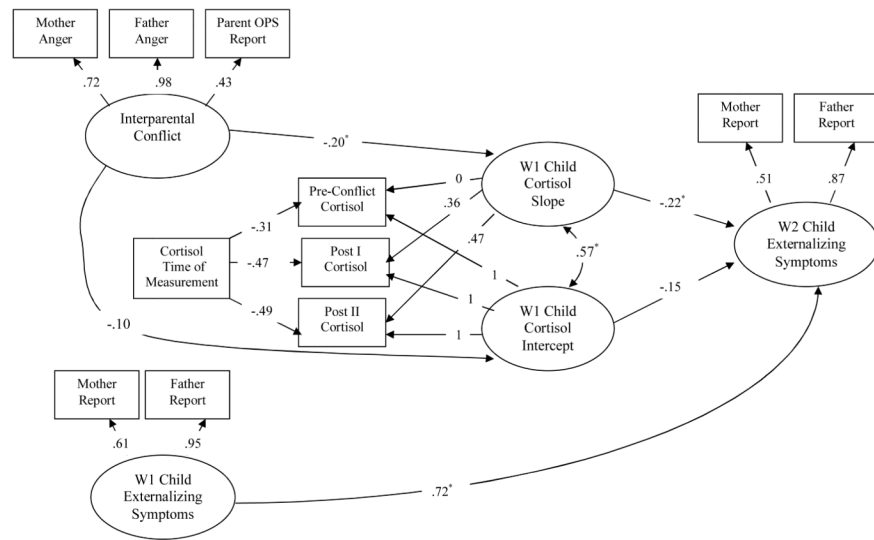 Mother
Anger
Father
Anger
Parent OPS
Report
.72
.98
.43
Interparental
Conflict
-.20*
Mother
Report
Father
Report
.51
.87
W1 Child
Cortisol
Slope
0
.36
.47
-.22*
Pre-Conflict
Cortisol
-.31
Cortisol
Time of
Measurement
-.47
Post I
Cortisol
-.49
Post II
Cortisol
.57*
W2 Child
Externalizing
Symptoms
1
1
1
W1 Child
Cortisol
Intercept
-.15
-.10
Mother
Report
Father
Report
.61
.95
W1 Child
Externalizing
Symptoms
.72*